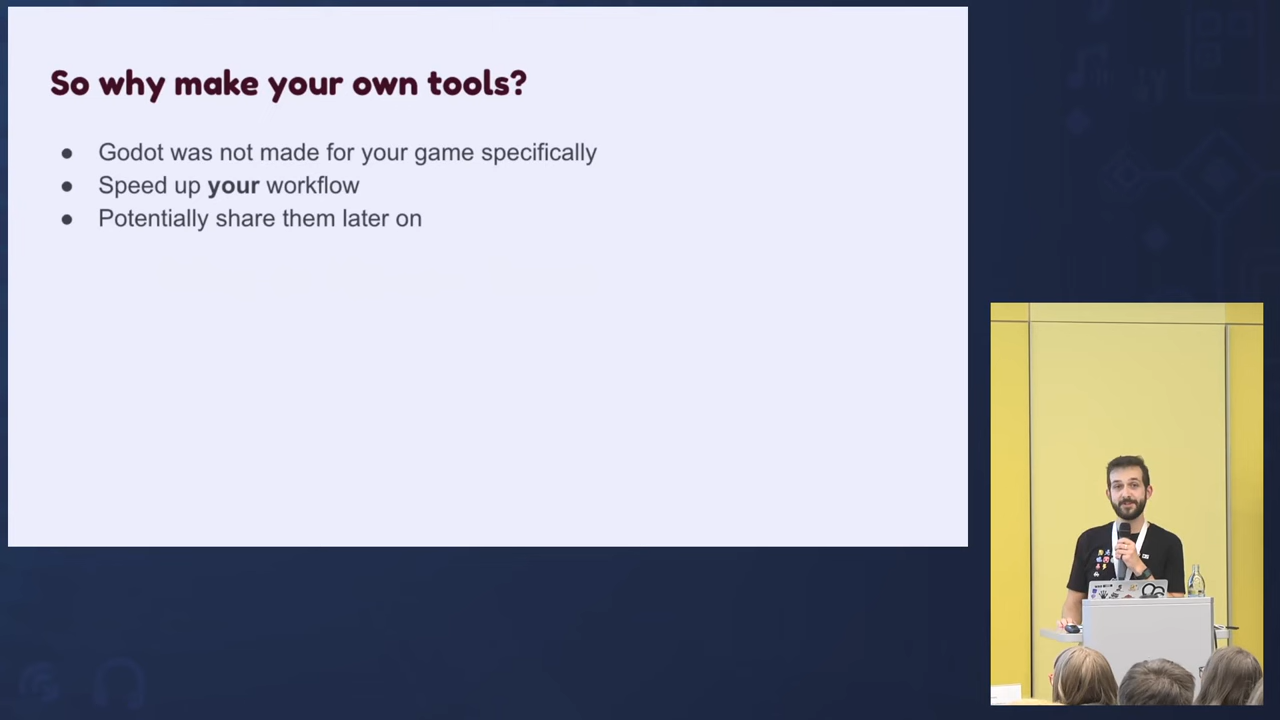 So why make your own tools?
● Godot was not made for your game specifically
● Speed up your workflow
● Potentially share them later on